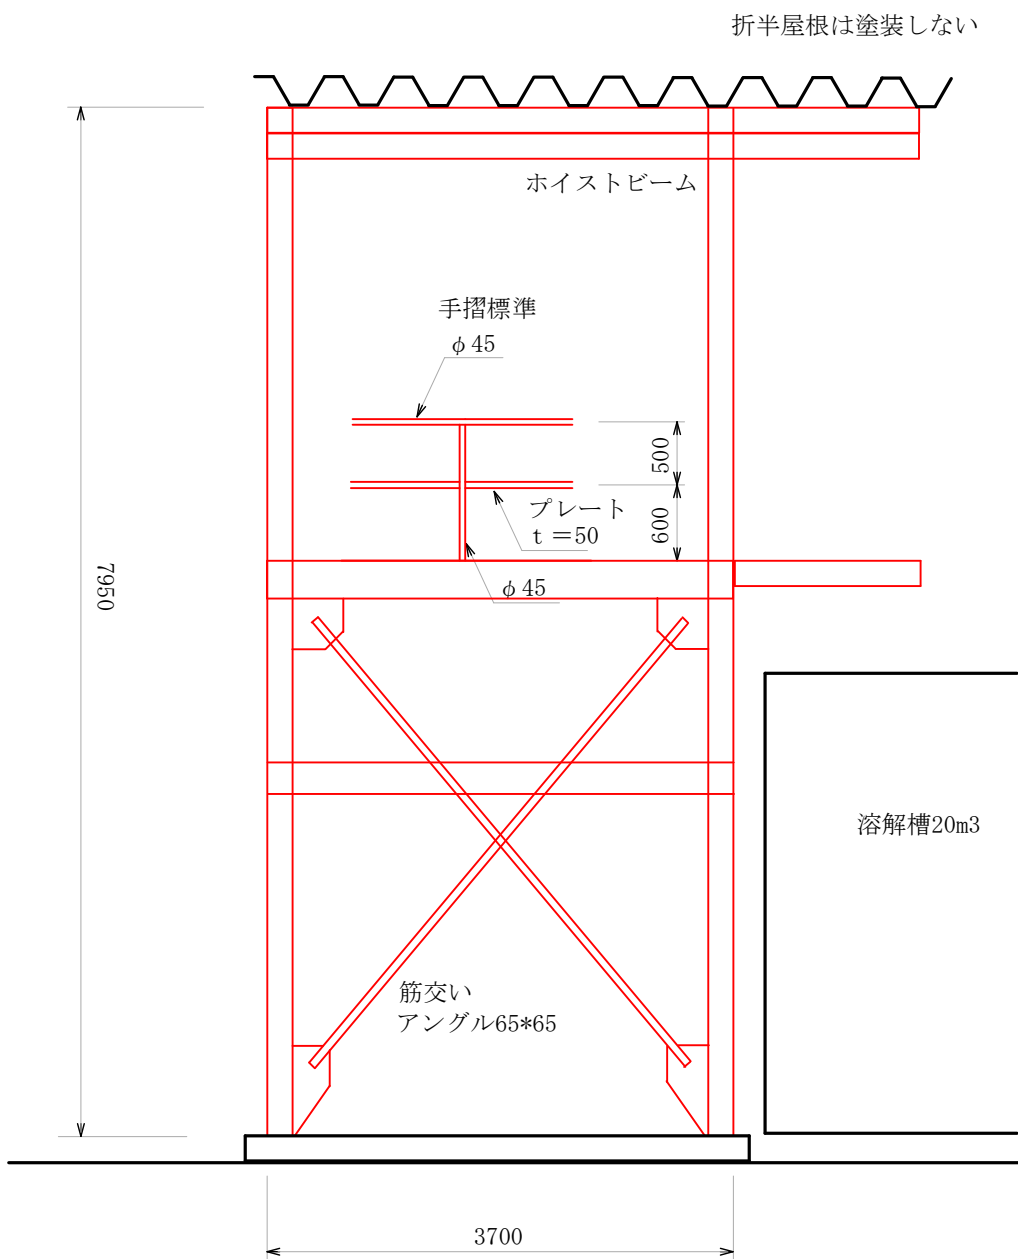 折半屋根は塗装しない
ホイストビーム
手摺標準
φ45
500
プレート
t＝50
600
φ45
7950
溶解槽20m3
筋交い
アングル65*65
3700